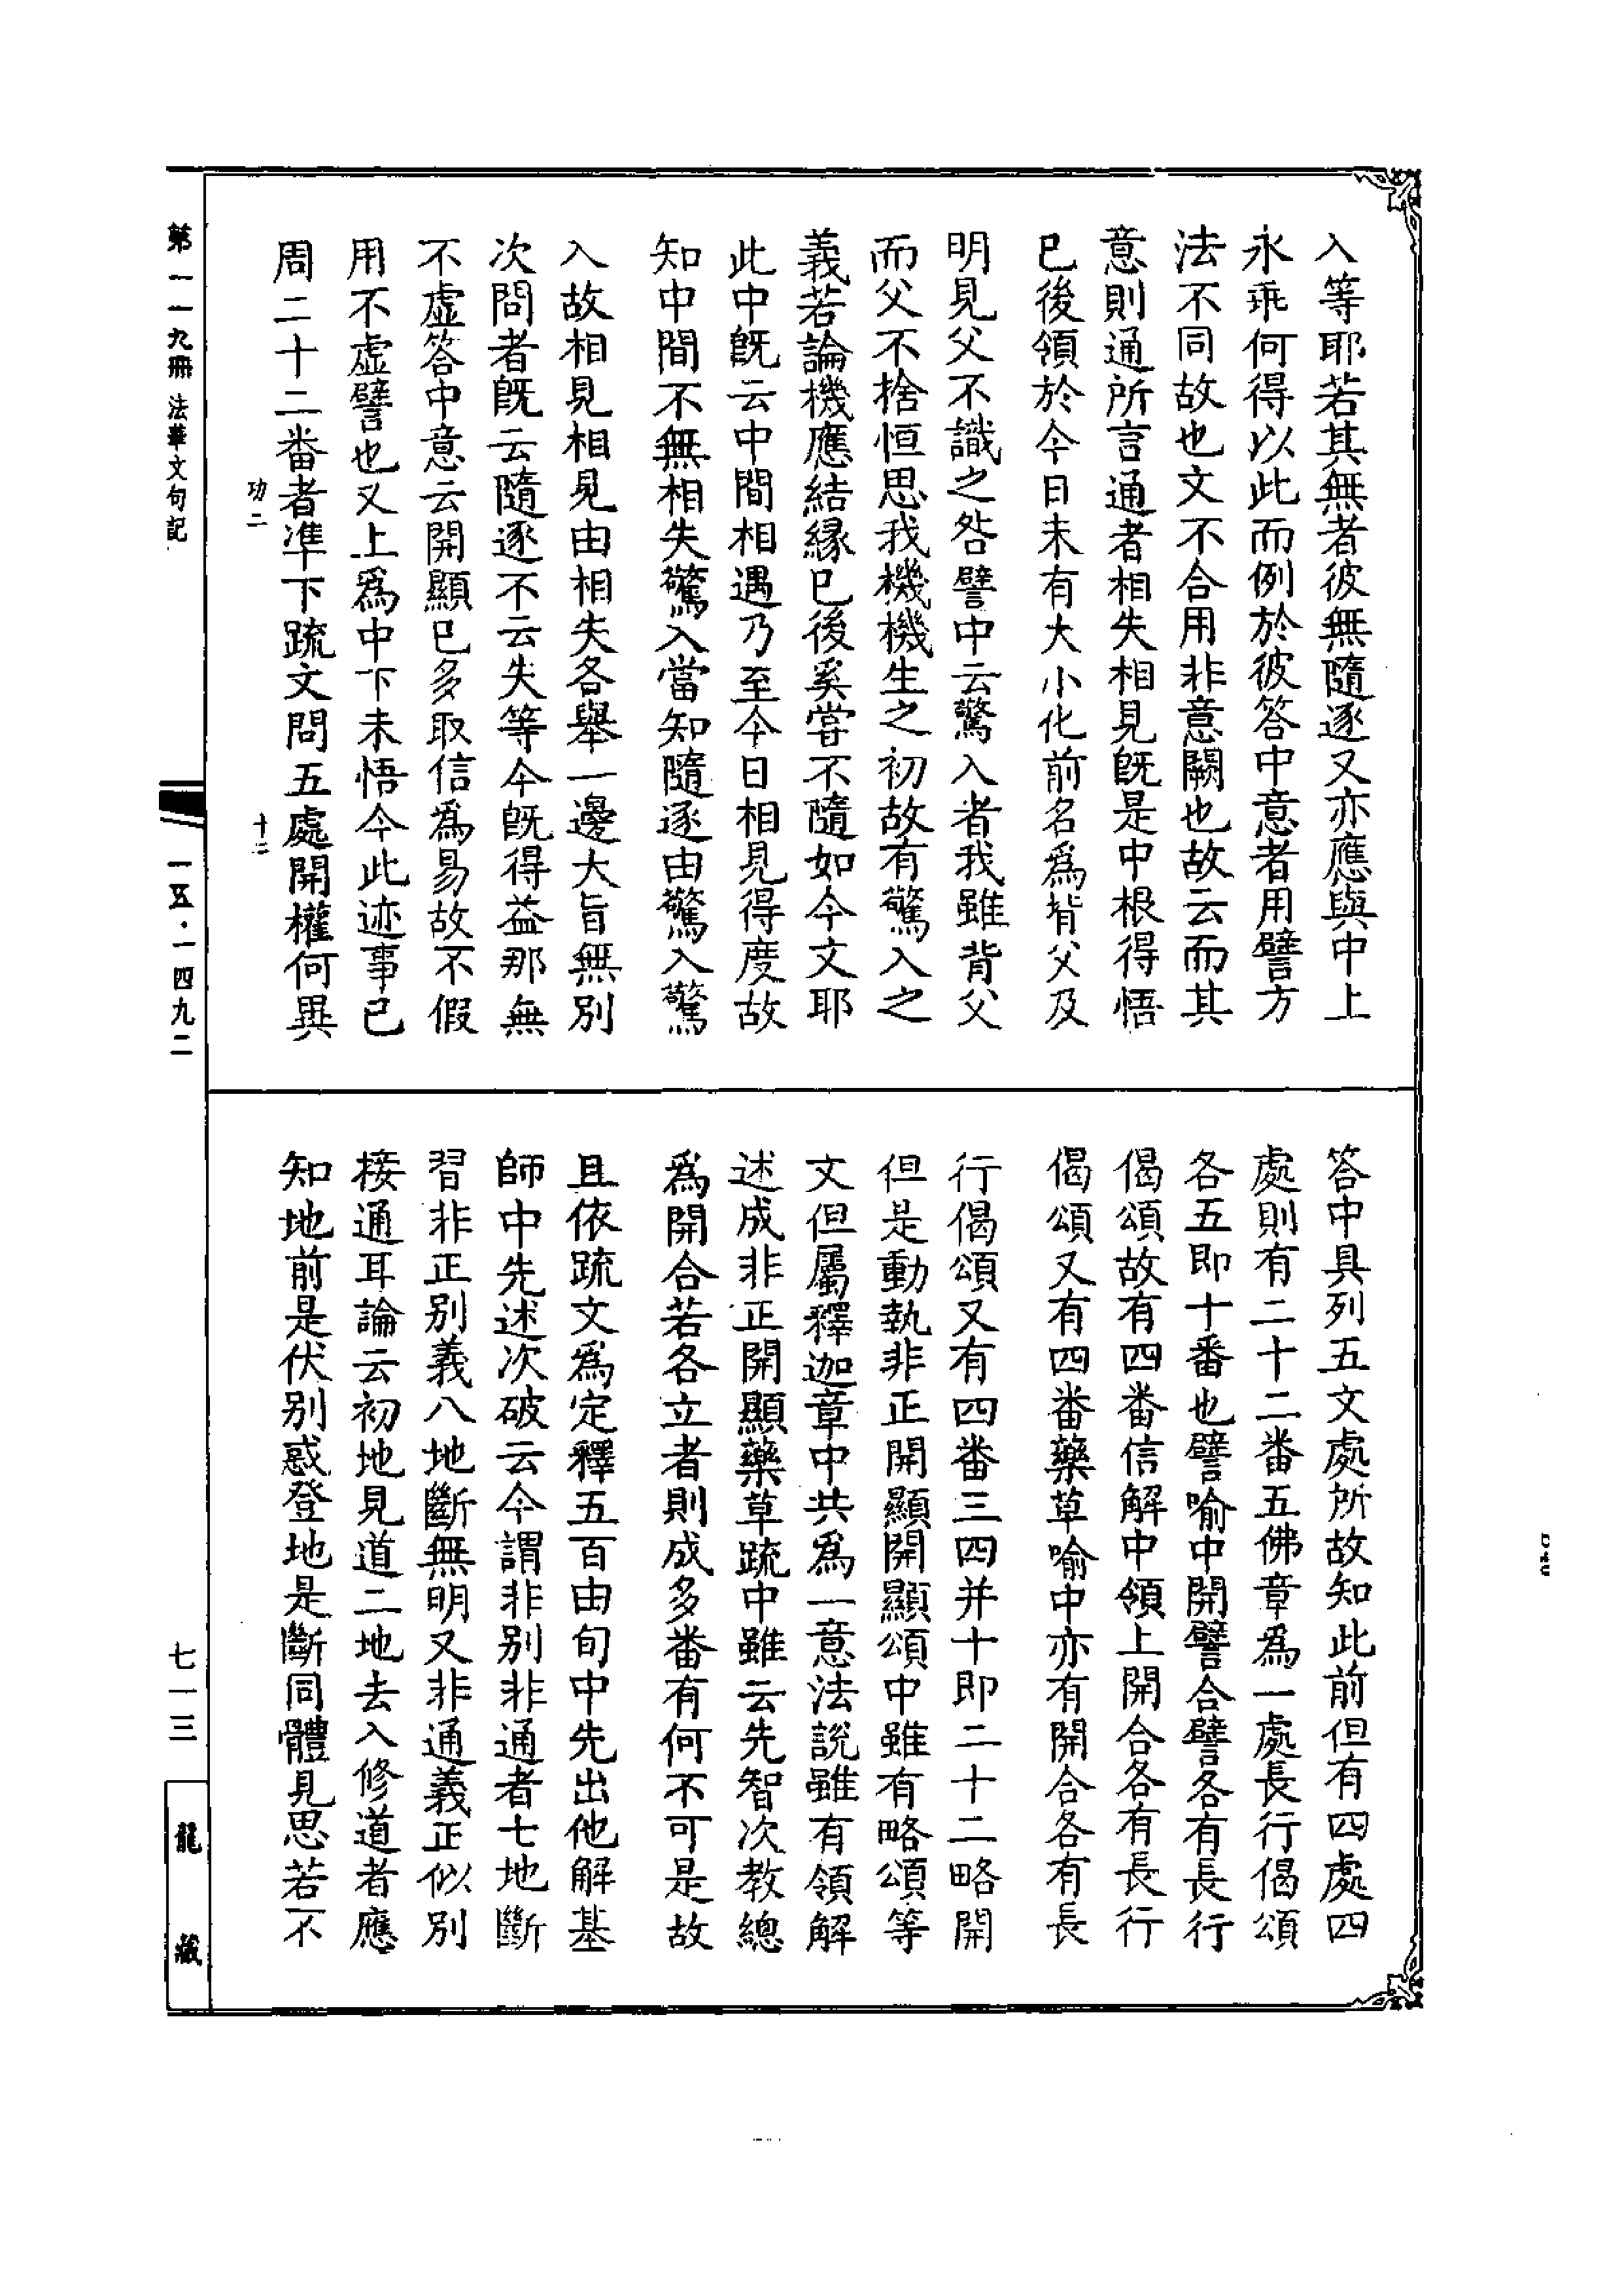 入等耶若其無者彼無隨逐又亦應與中上
永乖何得以此而例於彼答中意者用譬方
法不同故也文不合用非意闕也故云而其
意則通所言通者相失相見旣是中根得悟
已後領於今日未有大小化前名爲背父及
明見父不識之咎譬中云驚入者我雖背父
而父不捨恒思我機機生之初故有驚入之
義若論機應結緣已後奚甞不隨如今文耶
此中旣云中間相遇乃至今日相見得度故
知中間不無相失驚入當知隨逐由驚入驚
入故相見相見由相失各舉一邊大旨無別
次問者旣云隨逐不云失等今旣得益那無
不虛答中意云開顯已多取信爲易故不假
用不虛譬也又上爲中下未悟今此迹事已
周二十二番者準下疏文問五處開權何異
答中具列五文處所故知此前但有四處四
處則有二十二番五佛章爲一處長行偈頌
各五即十番也譬喻中開譬合譬各有長行
偈頌故有四番信解中領上開合各有長行
偈頌又有四番藥草喻中亦有開合各有長
行偈頌又有四番三四并十即二十二略開
但是動執非正開顯開顯頌中雖有略頌等
文但屬釋迦章中共爲一意法說雖有領解
述成非正開顯藥草疏中雖云先智次教總
爲開合若各立者則成多番有何不可是故
且依疏文爲定釋五百由旬中先出他解基
師中先述次破云今謂非別非通者七地斷
習非正別義八地斷無明又非通義正似別
接通耳論云初地見道二地去入修道者應
知地前是伏別惑登地是斷同體見思若不
功二
十二
第一一九冊 法華文句記
一五·一四九二
七一三
龍藏